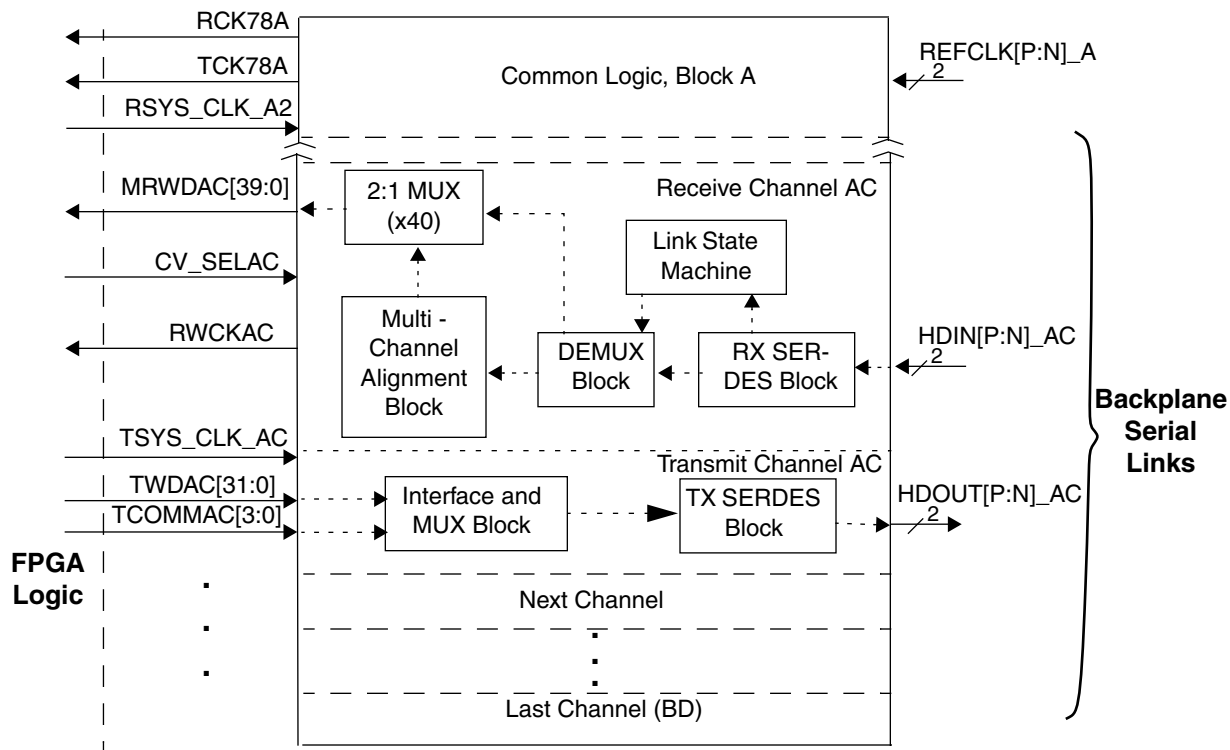 RCK78A
TCK78A
RSYS_CLK_A2
Common Logic, Block A
REFCLK[P:N]_A
2
MRWDAC[39:0]
2:1 MUX
(x40)
Receive Channel AC
Link State
Machine
CV_SELAC
RWCKAC
Multi -
Channel
Alignment
Block
DEMUX
Block
RX SER-
DES Block
HDIN[P:N]_AC
2
Backplane
Serial
Links
TSYS_CLK_AC
Transmit Channel AC
TWDAC[31:0]
TCOMMAC[3:0]
Interface and
MUX Block
TX SERDES
Block
HDOUT[P:N]_AC
2
FPGA
Logic
Next Channel
Last Channel (BD)